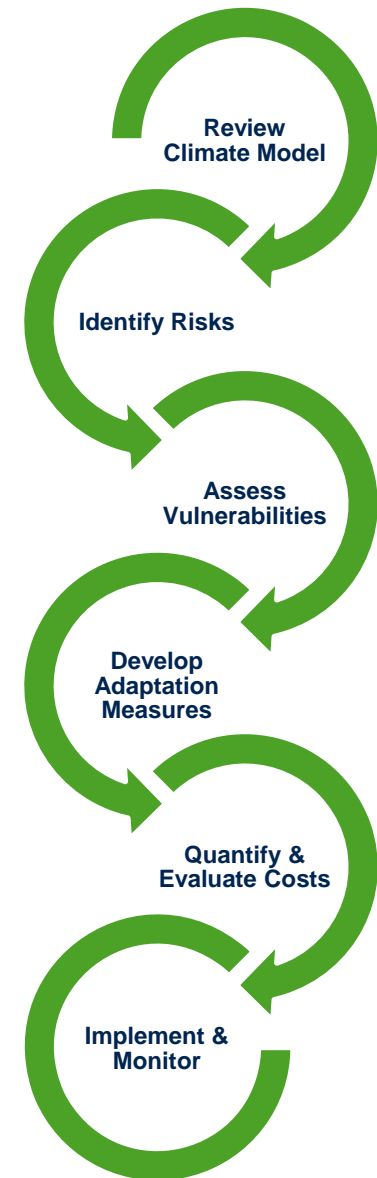 Review
Climate Model
Identify Risks
Assess
Vulnerabilities
Develop
Adaptation
Measures
Quantify &
Evaluate Costs
Implement &
Monitor